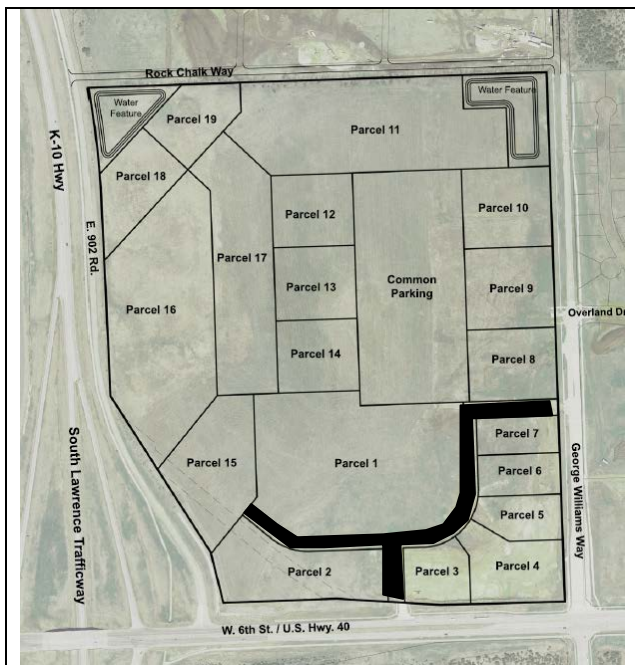 Rock Chalk Way
Water
Feature
Water Feature
Parcel 19
Parcel 11
K-10 Hwy
Parcel 18
Parcel 12
Parcel 10
E. 902 Rd.
Parcel 17
Parcel 13
Common
Parking
Parcel 9
Parcel 16
Overland Dr
Parcel 14
Parcel 8
Parcel 7
Parcel 15
Parcel 1
Parcel 6
South Lawrence Trafficway
George Williams Way
Parcel 5
Parcel 2
Parcel 3
Parcel 4
W. 6th St. / U.S. Hwy. 40